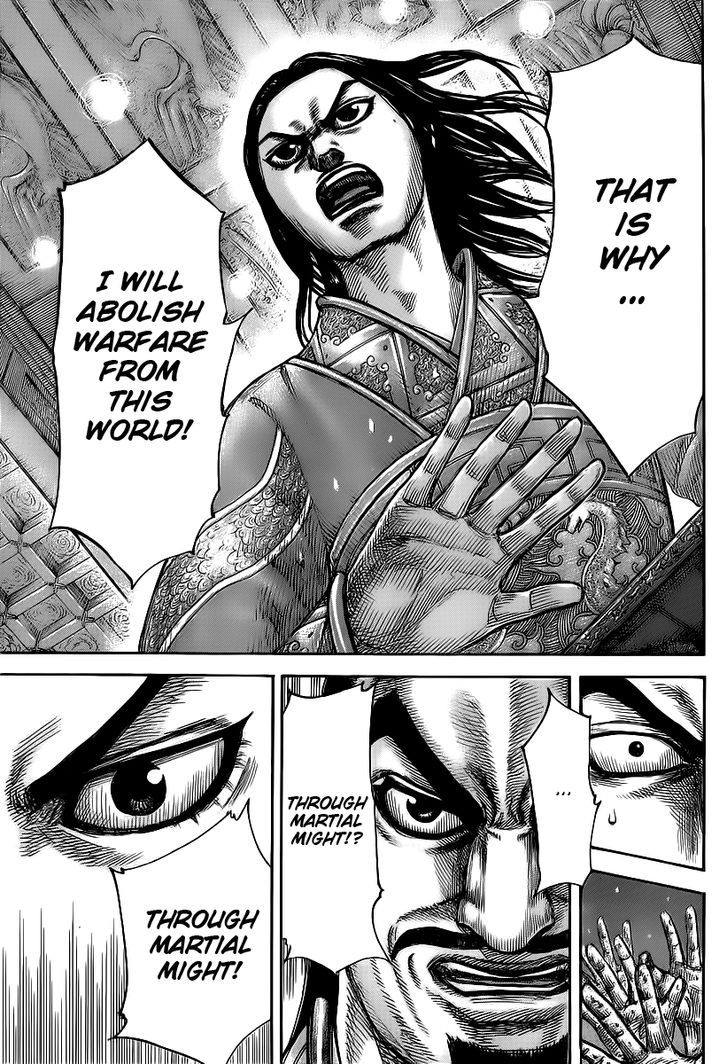 THAT
IS
WHY
...
I WILL
ABOLISH
WARFARE
FROM
THIS
WORLD!
...
THROUGH
MARTIAL
MIGHT!?
THROUGH
MARTIAL
MIGHT!